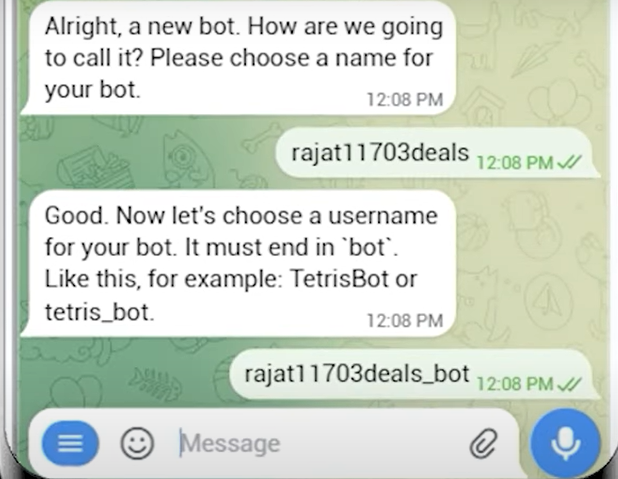 Alright, a new bot. How are we going
to call it? Please choose a name for
your bot.
12:08 PM
rajat11703deals
12:08 PM
Good. Now let's choose a username
for your bot. It must end in `bot`.
Like this, for example: TetrisBot or
tetris_bot.
12:08 PM
rajat11703deals_bot
12:08 PM
Message